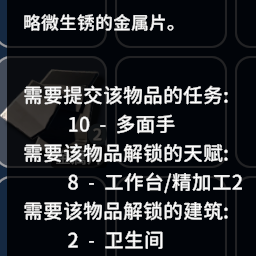 略微生锈的金属片。
需要提交该物品的任务:
10 - 多面手
需要该物品解锁的天赋:
8 - 工作台/精加工2
需要该物品解锁的建筑:
2 - 卫生间